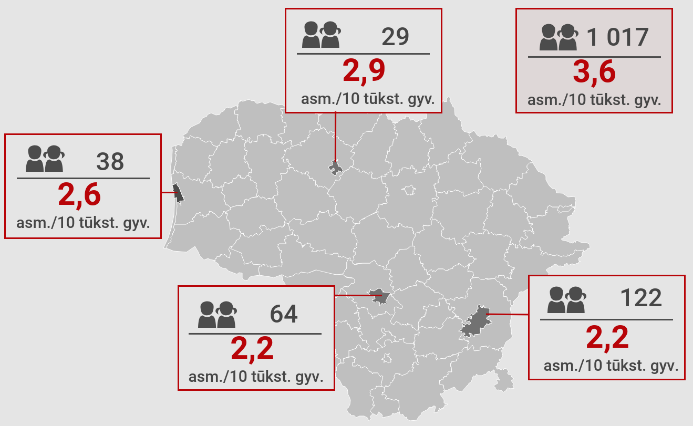 29
2,9
asm./10 tūkst. gyv.
1 017
3,6
asm./10 tūkst. gyv.
38
2,6
asm./10 tūkst. gyv.
64
2,2
asm./10 tūkst. gyv.
122
2,2
asm./10 tūkst. gyv.